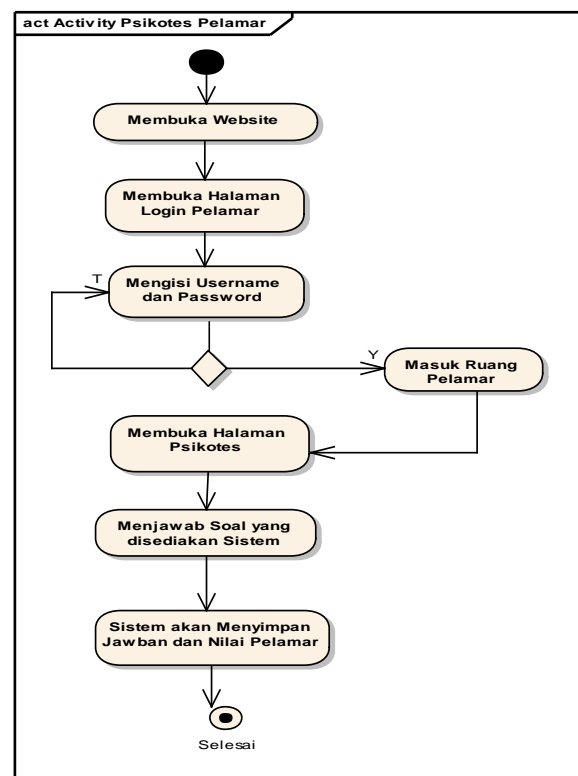 act Activity Psikotes Pelamar
Membuka Website
Membuka Halaman
Login Pelamar
T
Mengisi Username
dan Password
Y
Masuk Ruang
Pelamar
Membuka Halaman
Psikotes
Menjawab Soal yang
disediakan Sistem
Sistem akan Menyimpan
Jawban dan Nilai Pelamar
Selesai